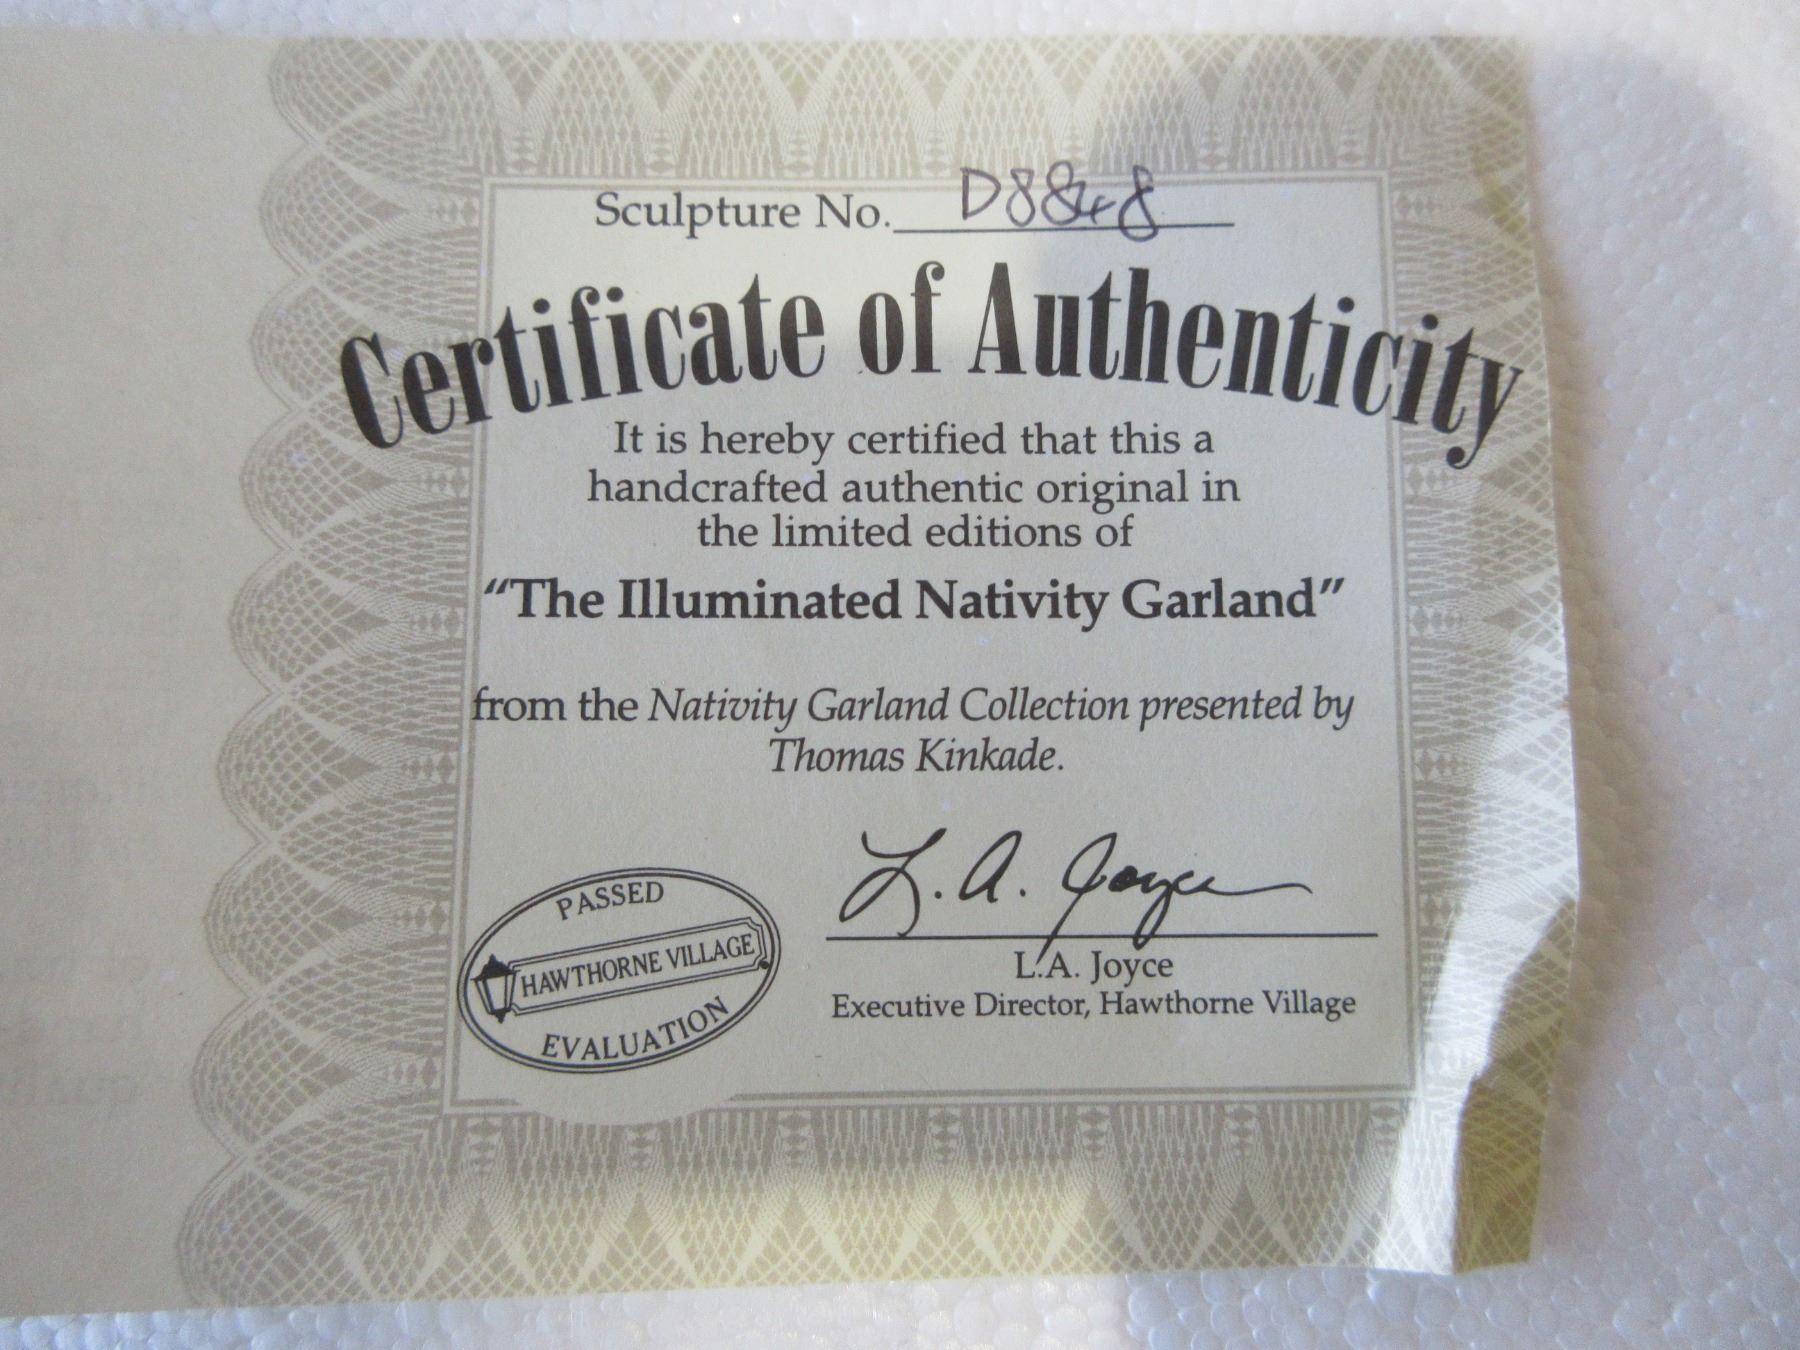 Sculpture No. D8848
Certificate of Authenticity
It is hereby certified that this a
handcrafted authentic original in
the limited editions of
“The Illuminated Nativity Garland”
from the Nativity Garland Collection presented by
Thomas Kinkade.
L. A. Joyce
L.A. Joyce
Executive Director, Hawthorne Village
PASSED
HAWTHORNE VILLAGE
EVALUATION